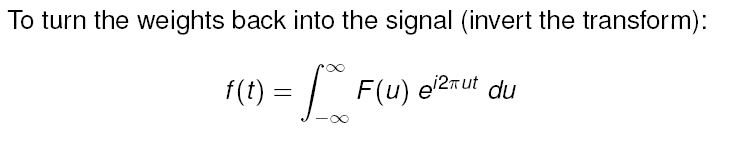 To turn the weights back into the signal (invert the transform):
f(t) = ∫_{-∞}^{∞} F(u) e^{i2πut} du